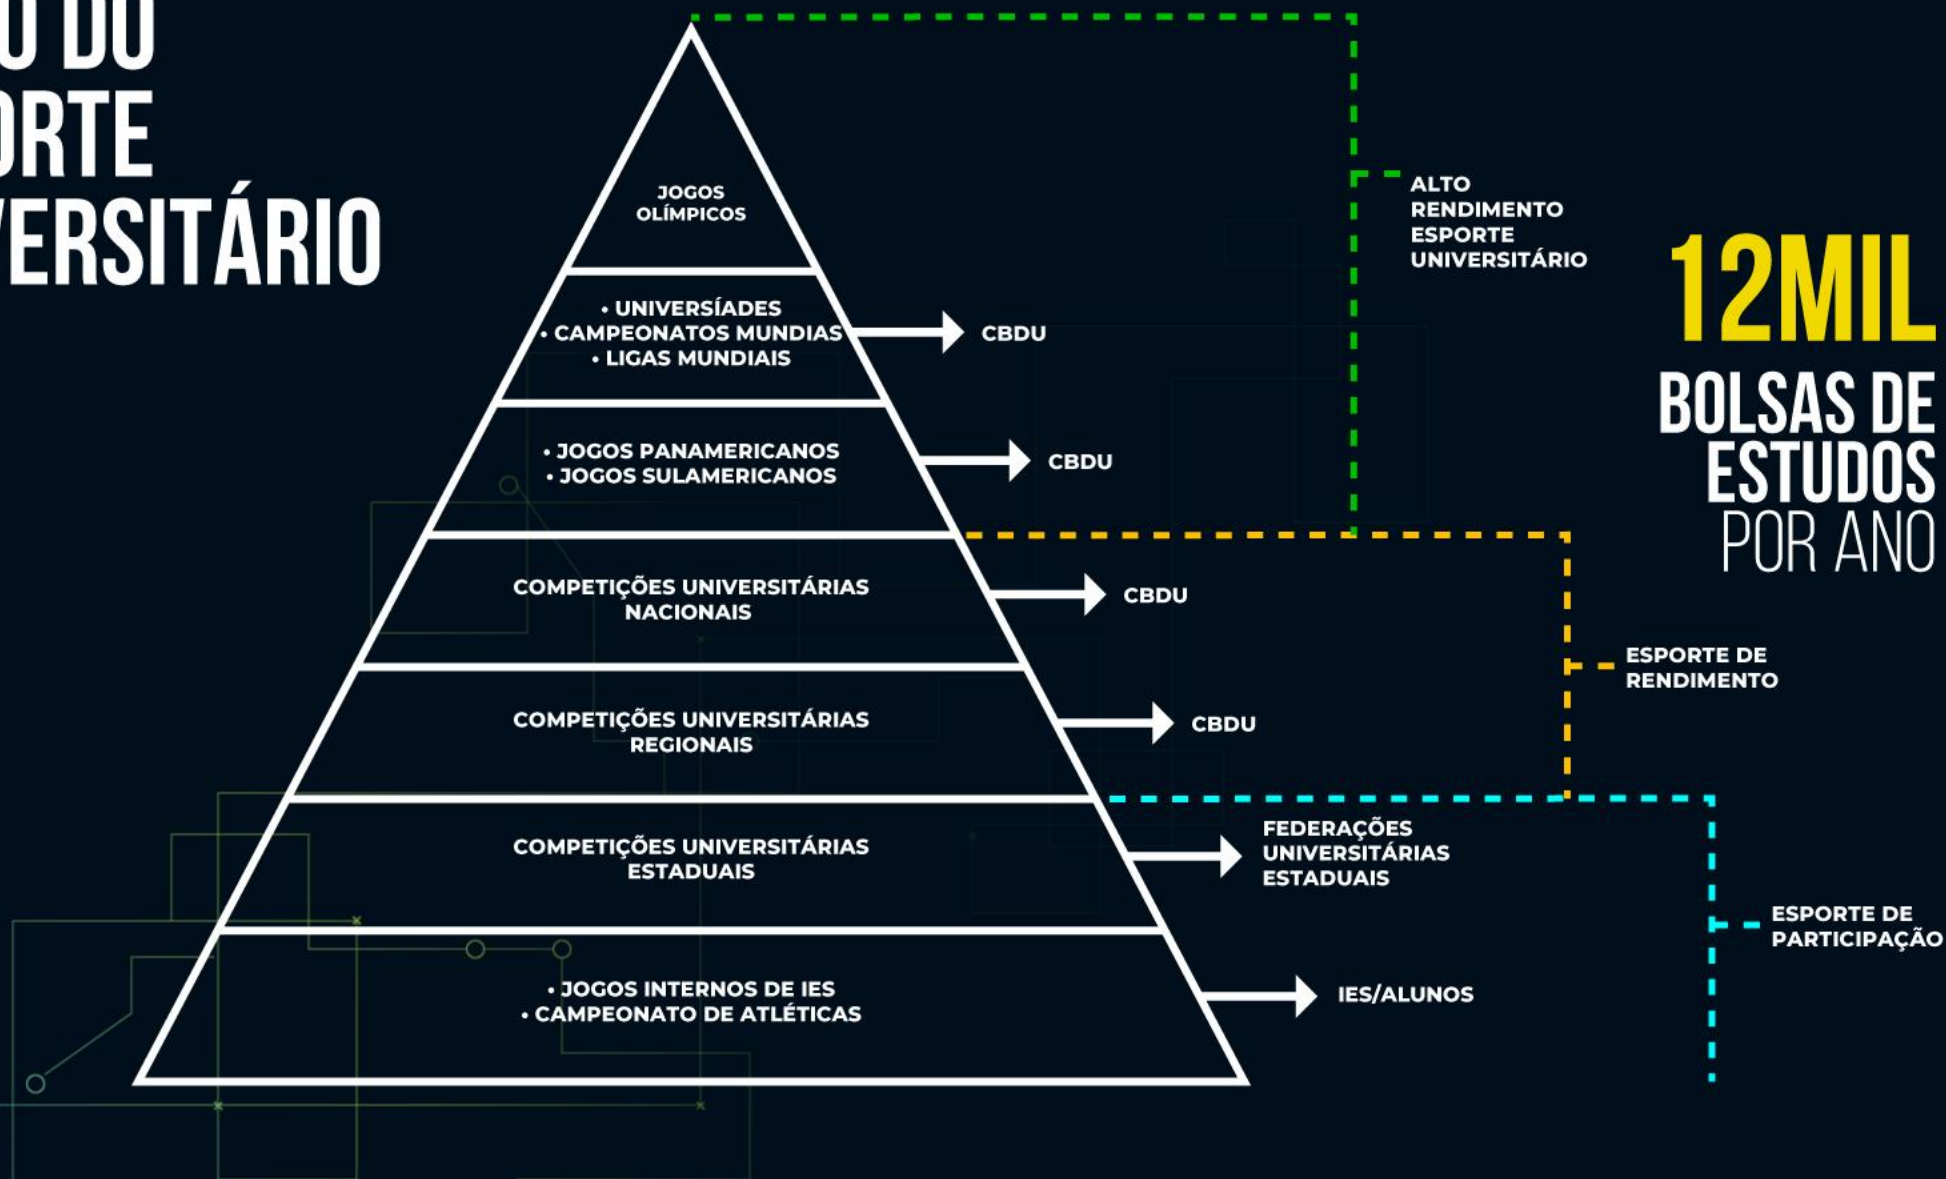 O DO
ORTE
VERSITÁRIO
JOGOS
OLÍMPICOS
• UNIVERSÍADES
• CAMPEONATOS MUNDIAS
• LIGAS MUNDIAIS
CBDU
• JOGOS PANAMERICANOS
• JOGOS SULAMERICANOS
CBDU
COMPETIÇÕES UNIVERSITÁRIAS
NACIONAIS
CBDU
COMPETIÇÕES UNIVERSITÁRIAS
REGIONAIS
CBDU
COMPETIÇÕES UNIVERSITÁRIAS
ESTADUAIS
FEDERAÇÕES
UNIVERSITÁRIAS
ESTADUAIS
• JOGOS INTERNOS DE IES
• CAMPEONATO DE ATLÉTICAS
IES/ALUNOS
ALTO
RENDIMENTO
ESPORTE
UNIVERSITÁRIO
ESPORTE DE
RENDIMENTO
ESPORTE DE
PARTICIPAÇÃO
12MIL
BOLSAS DE
ESTUDOS
POR ANO